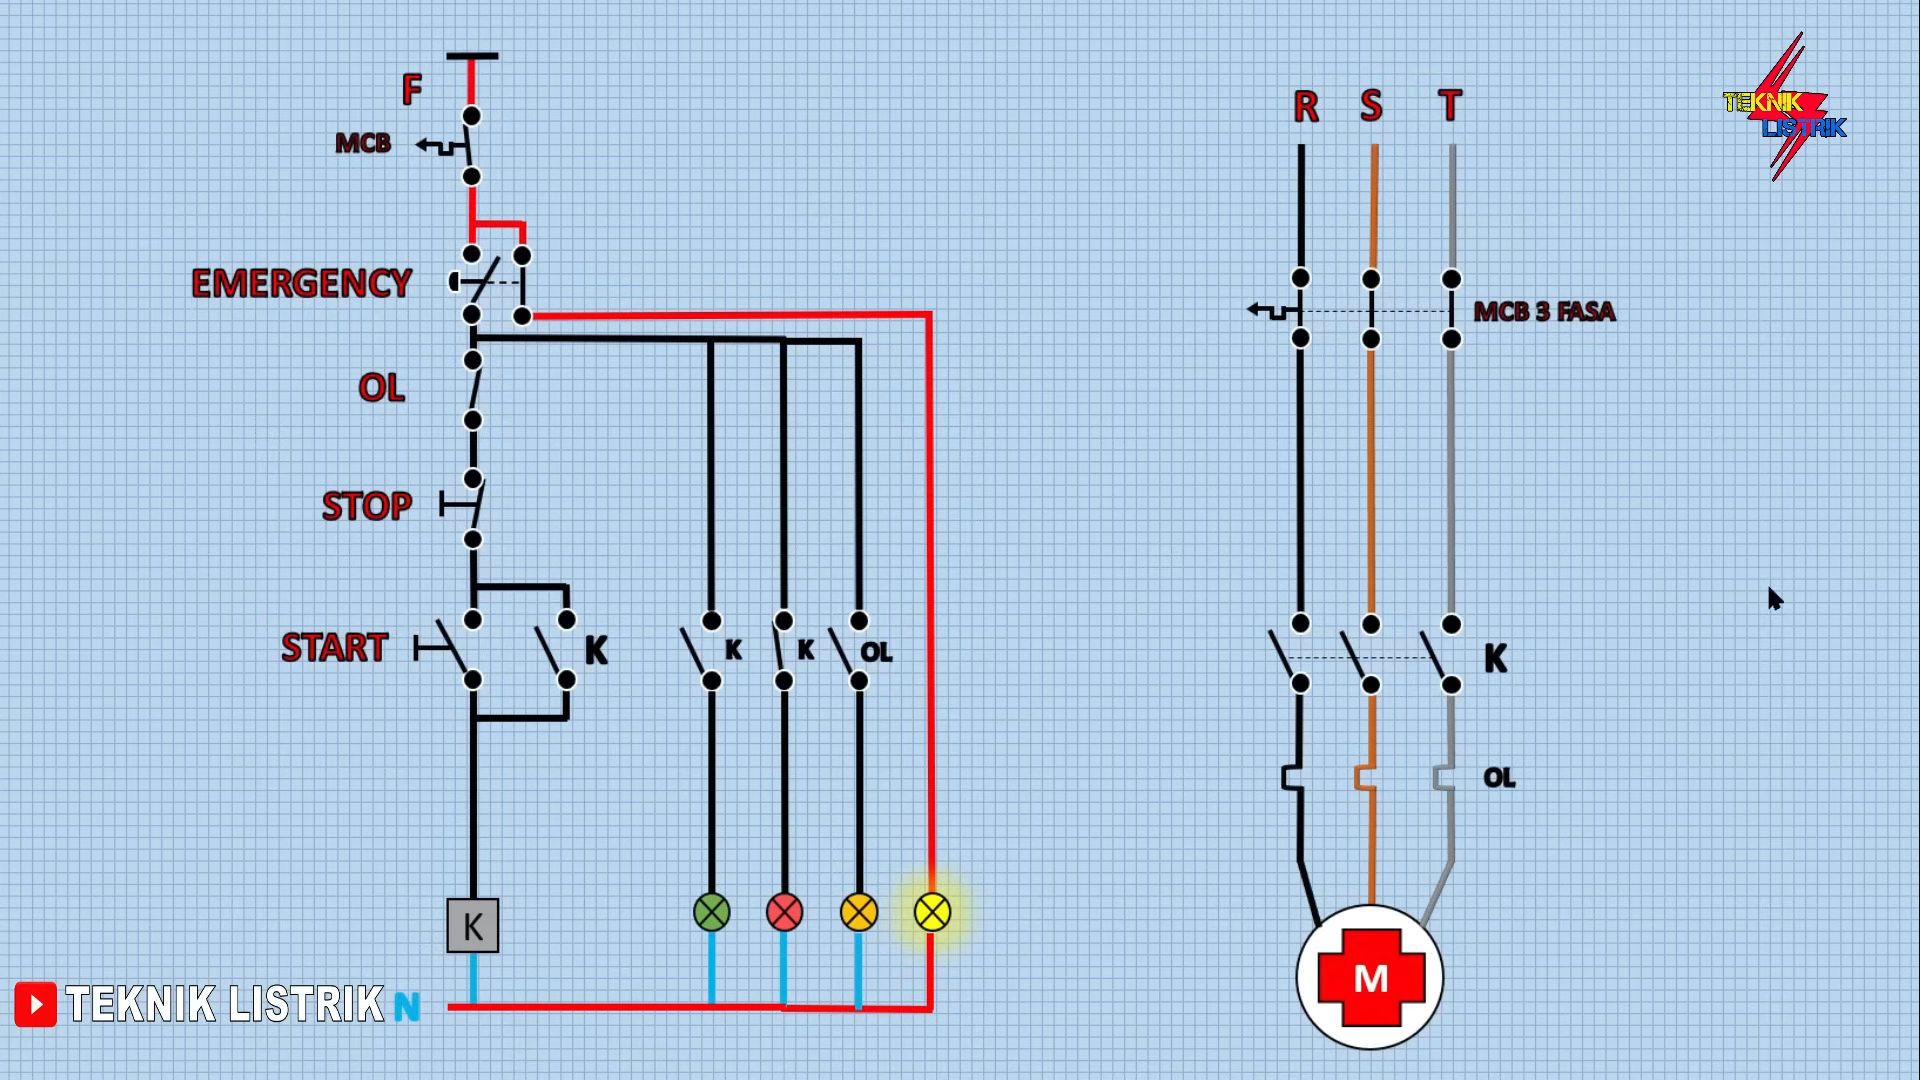 F
MCB
EMERGENCY
OL
STOP
START
K
K
K
OL
K
N
R S T
MCB 3 FASA
K
OL
M
TEKNIK
LISTRIK
TEKNIK LISTRIK